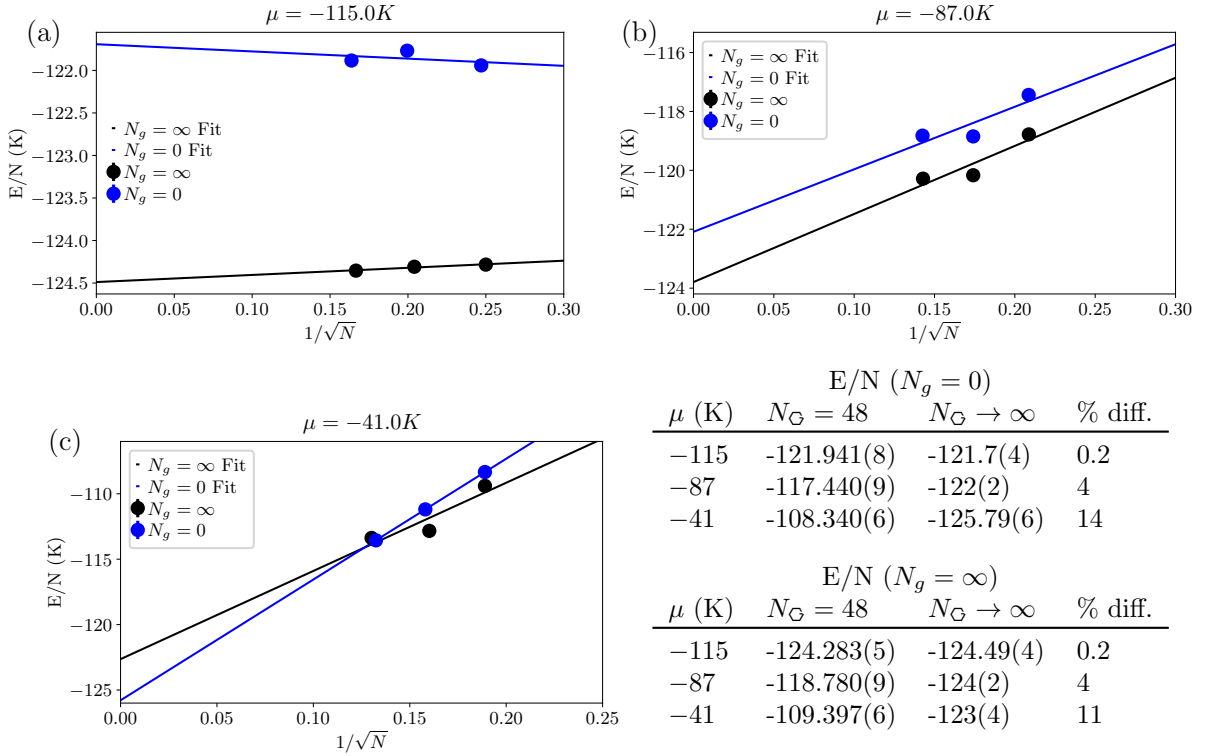 (a)
μ = −115.0K
E/N (K)
−122.0
−122.5
−123.0
−123.5
−124.0
−124.5
N_g = ∞ Fit
N_g = 0 Fit
N_g = ∞
N_g = 0
0.00 0.05 0.10 0.15 0.20 0.25 0.30
1/√N
(b)
μ = −87.0K
E/N (K)
−116
−118
−120
−122
−124
N_g = ∞ Fit
N_g = 0 Fit
N_g = ∞
N_g = 0
0.00 0.05 0.10 0.15 0.20 0.25 0.30
1/√N
(c)
μ = −41.0K
E/N (K)
−110
−115
−120
−125
N_g = ∞ Fit
N_g = 0 Fit
N_g = ∞
N_g = 0
0.00 0.05 0.10 0.15 0.20 0.25
1/√N
E/N (N_g = 0)
μ (K) N_⎔ = 48 N_⎔ → ∞ % diff.
−115 -121.941(8) -121.7(4) 0.2
−87 -117.440(9) -122(2) 4
−41 -108.340(6) -125.79(6) 14
E/N (N_g = ∞)
μ (K) N_⎔ = 48 N_⎔ → ∞ % diff.
−115 -124.283(5) -124.49(4) 0.2
−87 -118.780(9) -124(2) 4
−41 -109.397(6) -123(4) 11